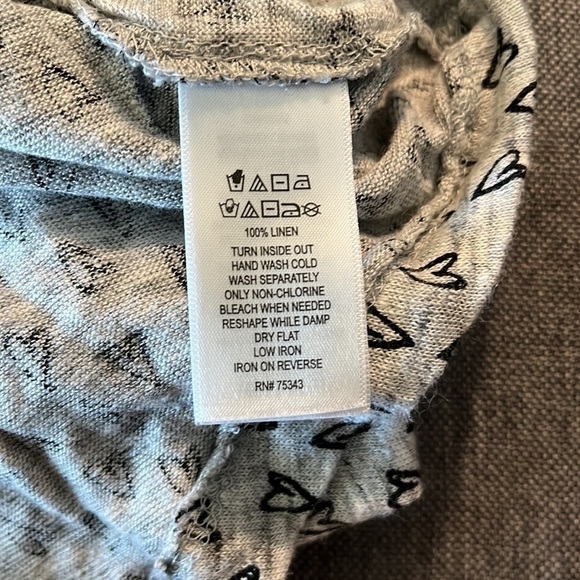 100% LINEN
TURN INSIDE OUT
HAND WASH COLD
WASH SEPARATELY
ONLY NON-CHLORINE
BLEACH WHEN NEEDED
RESHAPE WHILE DAMP
DRY FLAT
LOW IRON
IRON ON REVERSE
RN# 75343